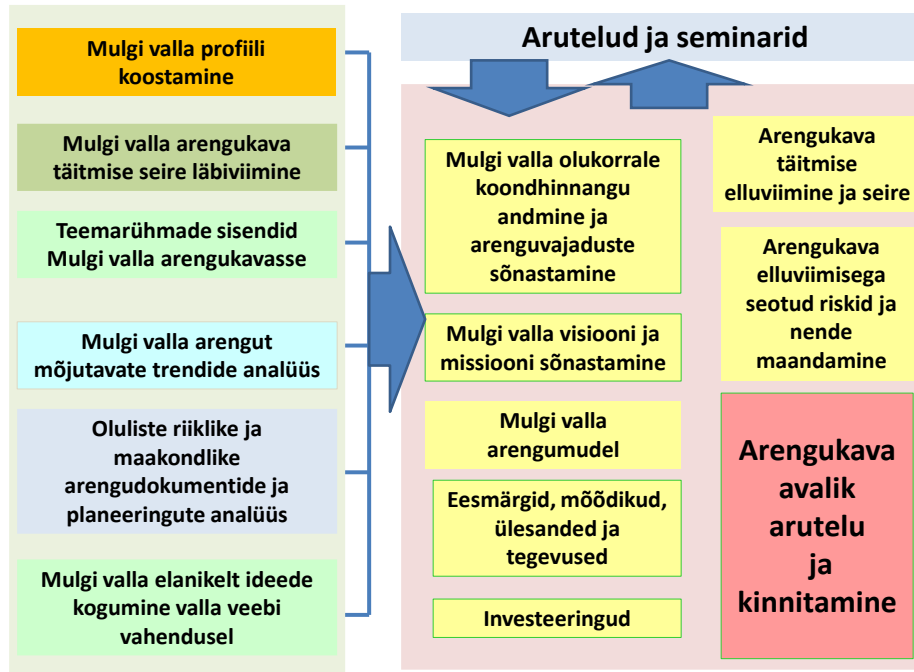 Mulgi valla profiili
koostamine
Mulgi valla arengukava
täitmise seire läbiviimine
Teemarühmade sisendid
Mulgi valla arengukavasse
Mulgi valla arengut
mõjutavate trendide analüüs
Oluliste riiklike ja
maakondlike
arengudokumentide ja
planeeringute analüüs
Mulgi valla elanikelt ideede
kogumine valla veebi
vahendusel
Arutelud ja seminarid
Mulgi valla olukorrale
koondhinnangu
andmine ja
arenguvajaduste
sõnastamine
Mulgi valla visiooni ja
missiooni sõnastamine
Mulgi valla
arengumudel
Eesmärgid, mõõdikud,
ülesanded ja
tegevused
Investeeringud
Arengukava
täitmise
elluviimine ja seire
Arengukava
elluviimisega
seotud riskid ja
nende
maandamine
Arengukava
avalik
arutelu
ja
kinnitamine